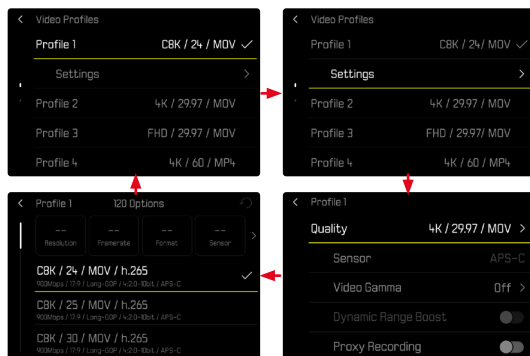 Video Profiles
Profile 1 C8K / 24 / MOV
Settings
Profile 2 4K / 29.97 / MOV
Profile 3 FHD / 29.97 / MOV
Profile 4 4K / 60 / MP4
Video Profiles
Profile 1 C8K / 24/ MOV
Settings
Profile 2 4K / 29.97 / MOV
Profile 3 FHD / 29.97/ MOV
Profile 4 4K / 60 / MP4
Profile 1 120 Options
-- -- -- --
Resolution Framerate Format Sensor
C8K / 24 / MOV / h.265
900Mbps / 17:9 / Long-GOP / 4:2:0-10bit / APS-C
C8K / 25 / MOV / h.265
900Mbps / 17:9 / Long-GOP / 4:2:0-10bit / APS-C
C8K / 30 / MOV / h.265
900Mbps / 17:9 / Long-GOP / 4:2:0-10bit / APS-C
Profile 1
Quality 4K / 29.97 / MOV
Sensor APS-C
Video Gamma Off
Dynamic Range Boost
Proxy Recording